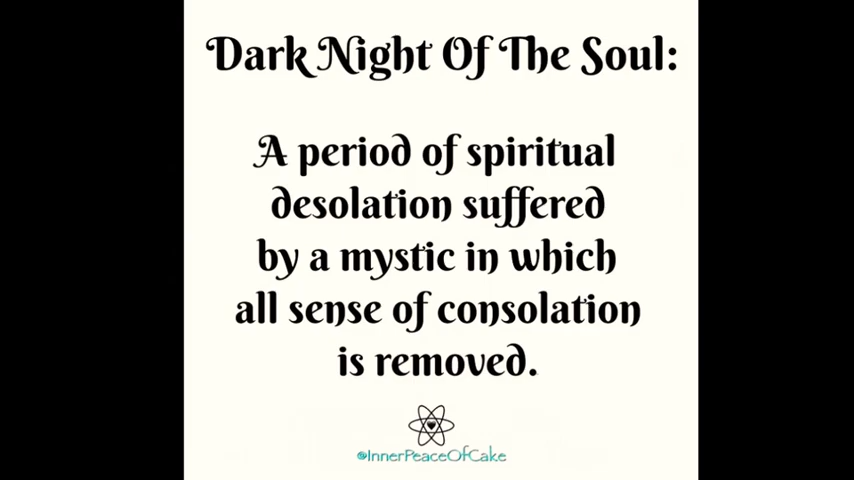 Dark Night Of The Soul:
A period of spiritual
desolation suffered
by a mystic in which
all sense of consolation
is removed.
@InnerPeaceOfCake